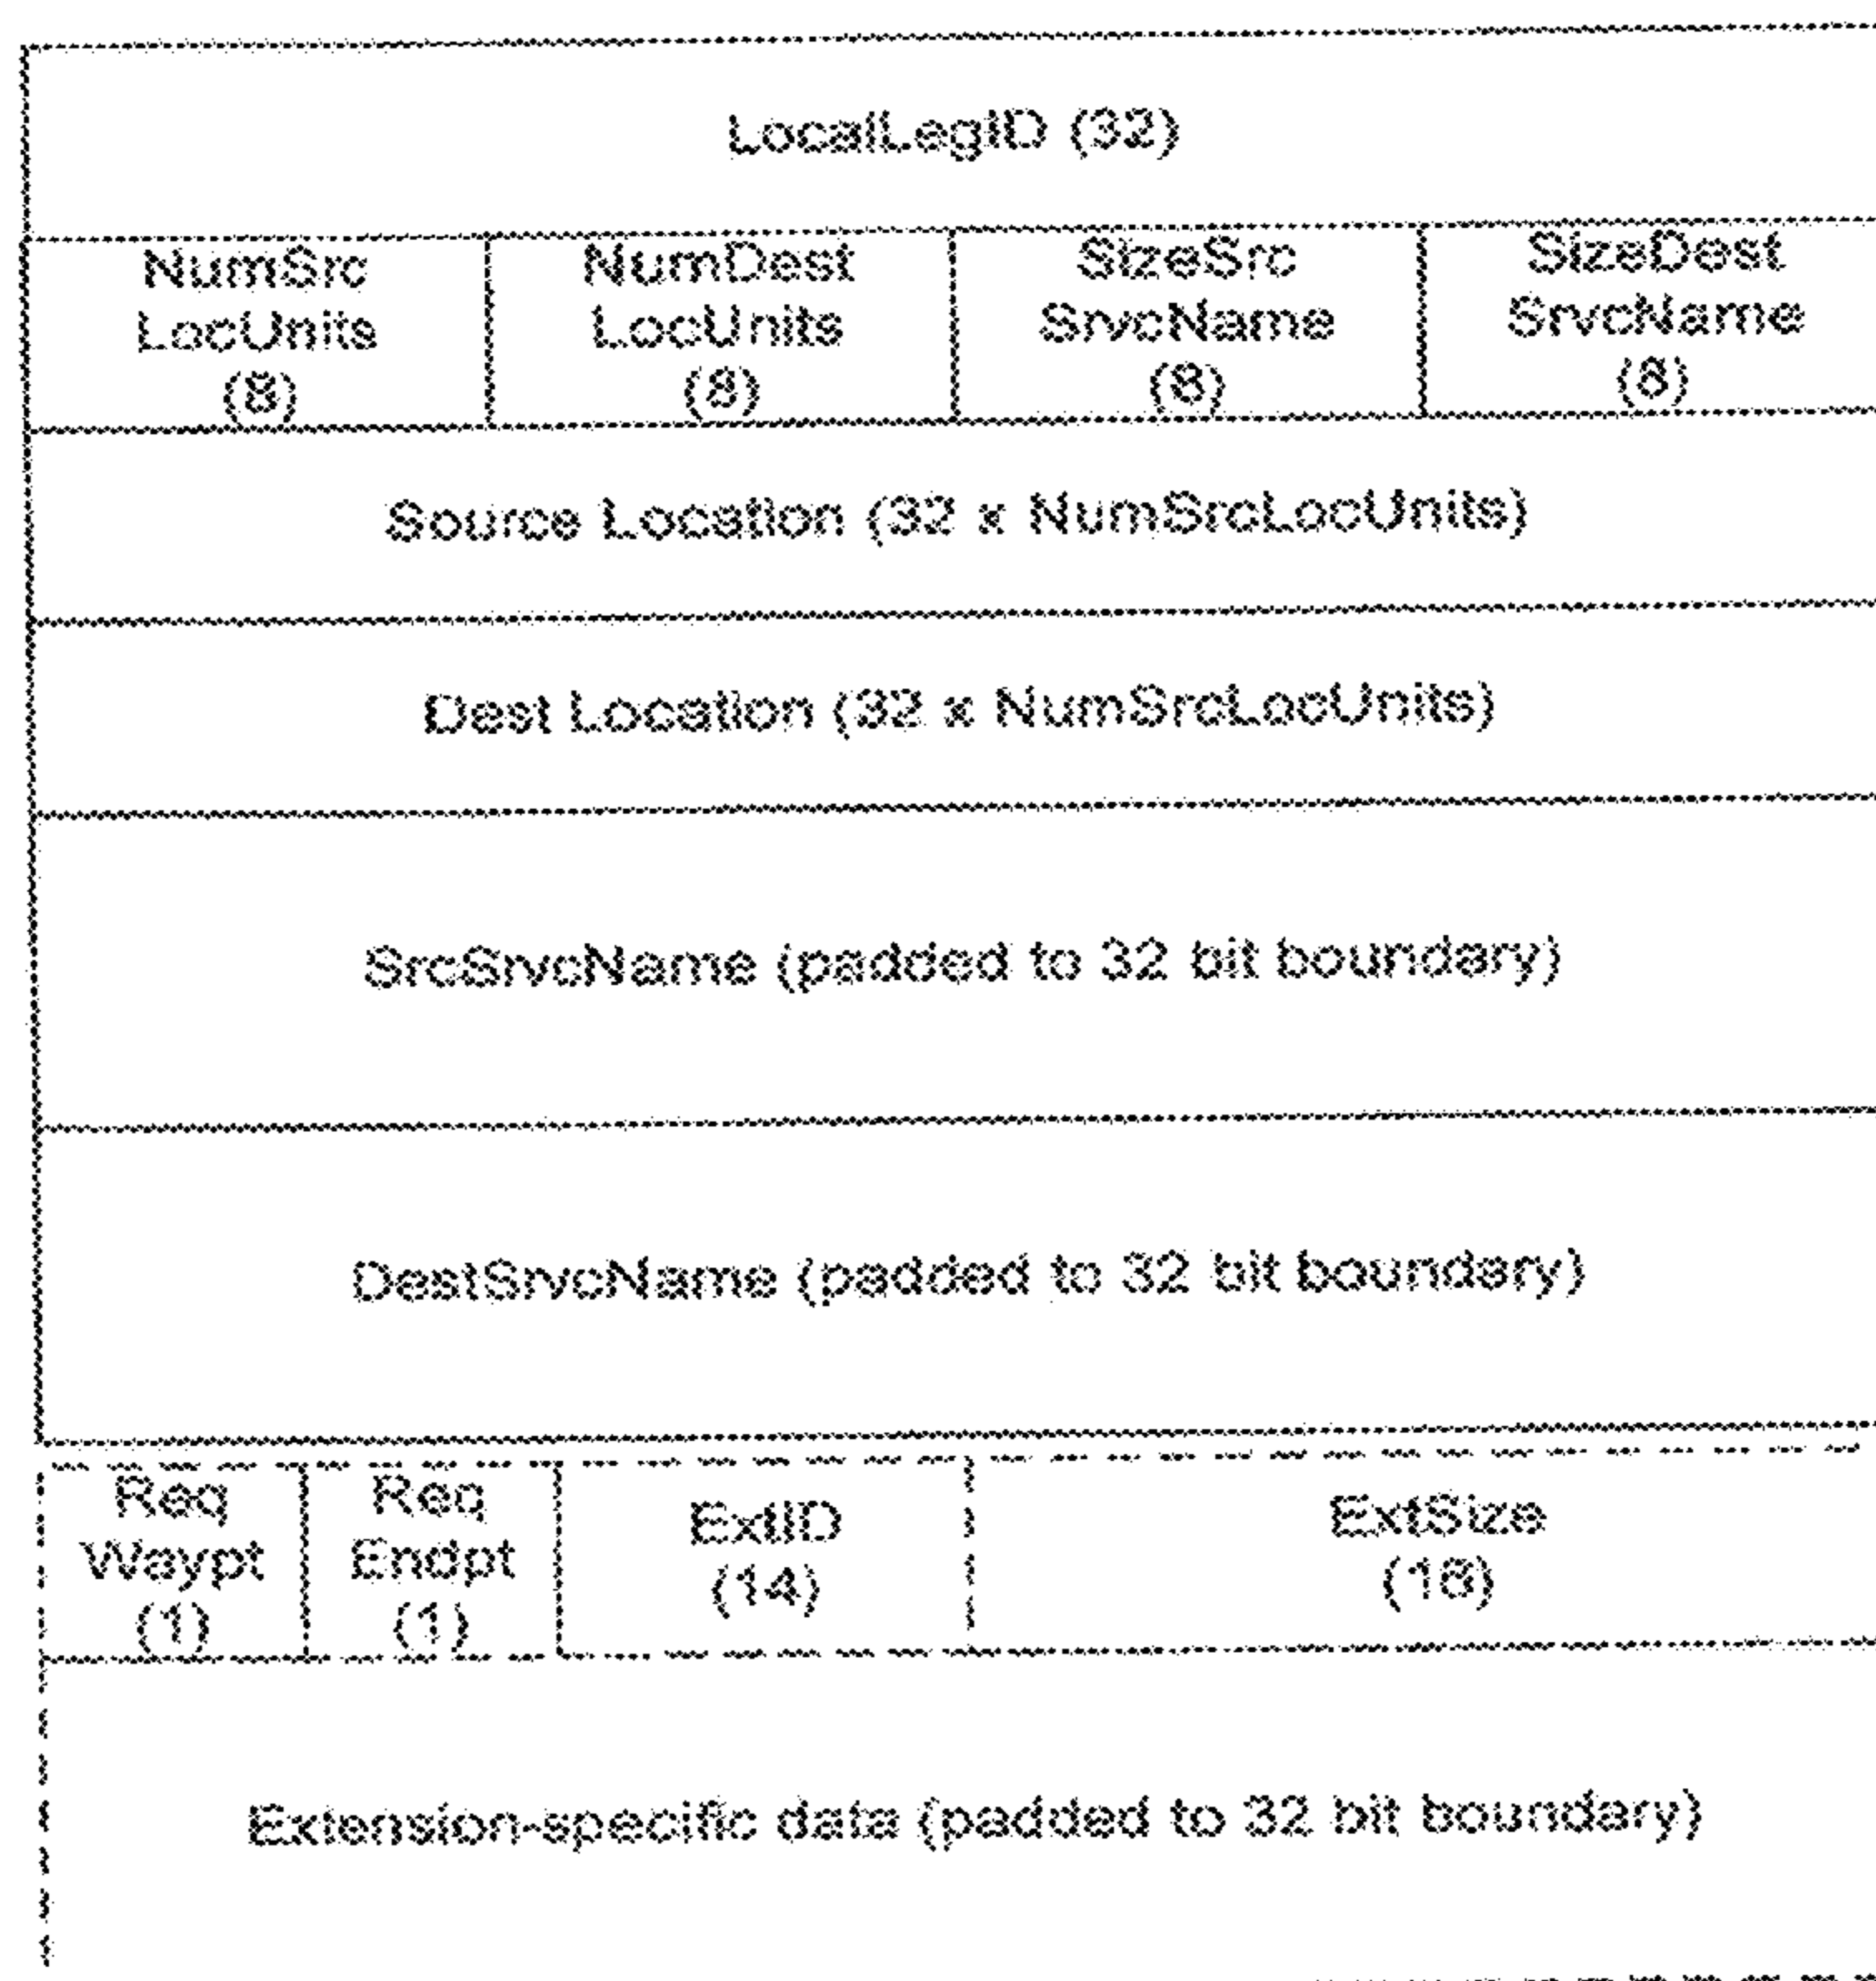 LocalLegID (32)
NumSrc
LocUnits
(8)
NumDest
LocUnits
(8)
SizeSrc
SrvcName
(8)
SizeDest
SrvcName
(8)
Source Location (32 x NumSrcLocUnits)
Dest Location (32 x NumSrcLocUnits)
SrcSrvcName (padded to 32 bit boundary)
DestSrvcName (padded to 32 bit boundary)
Req
Waypt
(1)
Req
Endpt
(1)
ExtID
(14)
ExtSize
(16)
Extension-specific data (padded to 32 bit boundary)